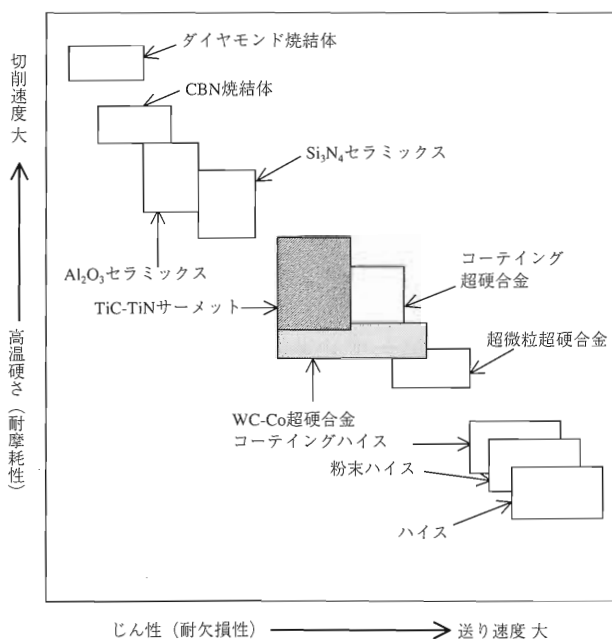 ダイヤモンド焼結体
CBN焼結体
Si₃N₄セラミックス
Al₂O₃セラミックス
TiC-TiNサーメット
コーテイング
超硬合金
超微粒超硬合金
WC-Co超硬合金
コーテイングハイス
粉末ハイス
ハイス
切削速度 大
高温硬さ(耐摩耗性)
じん性(耐欠損性)
送り速度 大